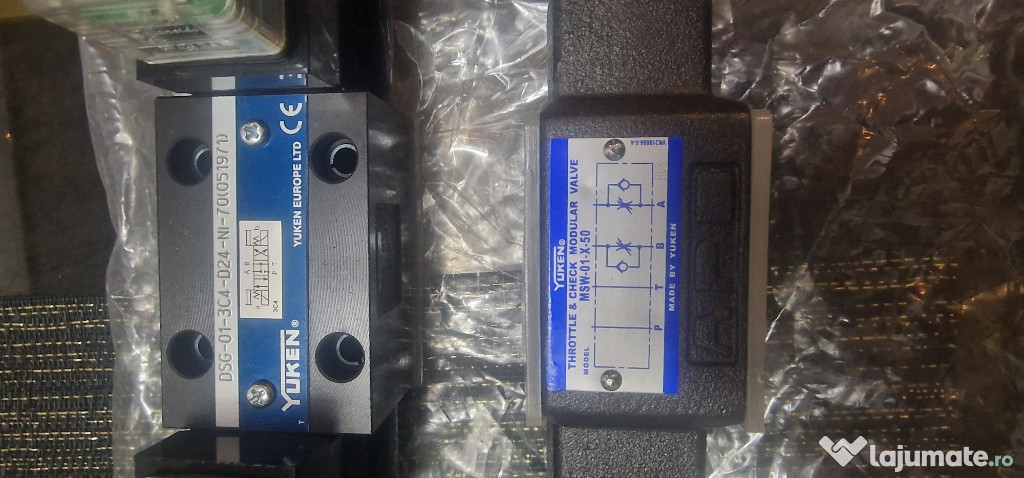 DSG-01-3C4-D24-N1-70(051971)
A B
P T
3C4
YUKEN®
YUKEN EUROPE LTD CE
T
YUKEN®
THROTTLE & CHECK MODULAR VALVE
MODEL MSW-01-X-50
P T B A
MADE BY YUKEN
lajumate.ro